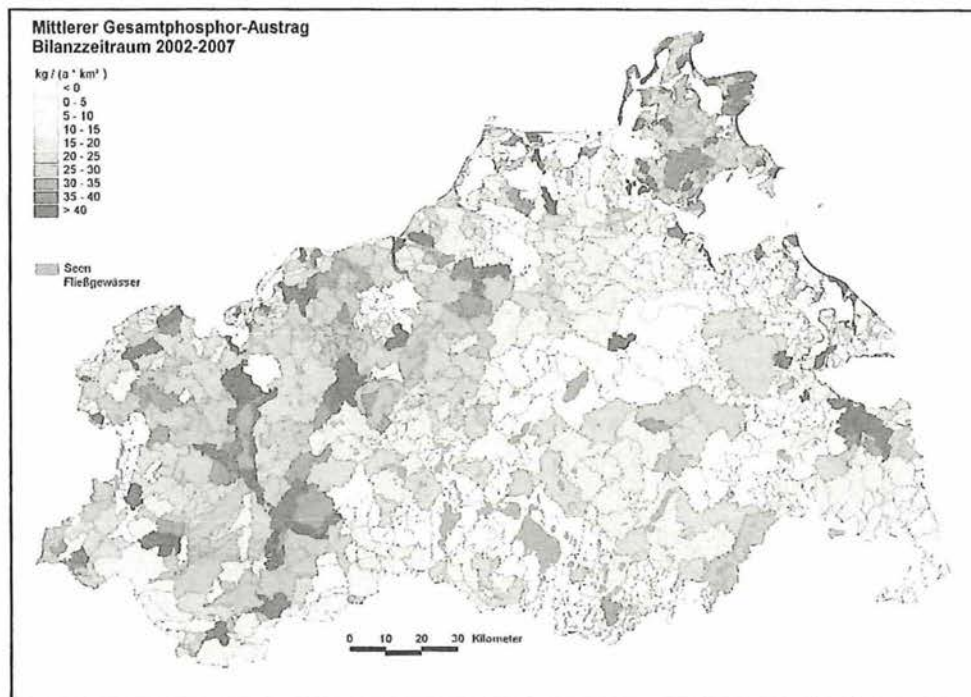 Mittlerer Gesamtphosphor-Austrag
Bilanzzeitraum 2002-2007
kg / (a * km²)
< 0
0 - 5
5 - 10
10 - 15
15 - 20
20 - 25
25 - 30
30 - 35
35 - 40
> 40
Seen
Fließgewässer
0 10 20 30 Kilometer